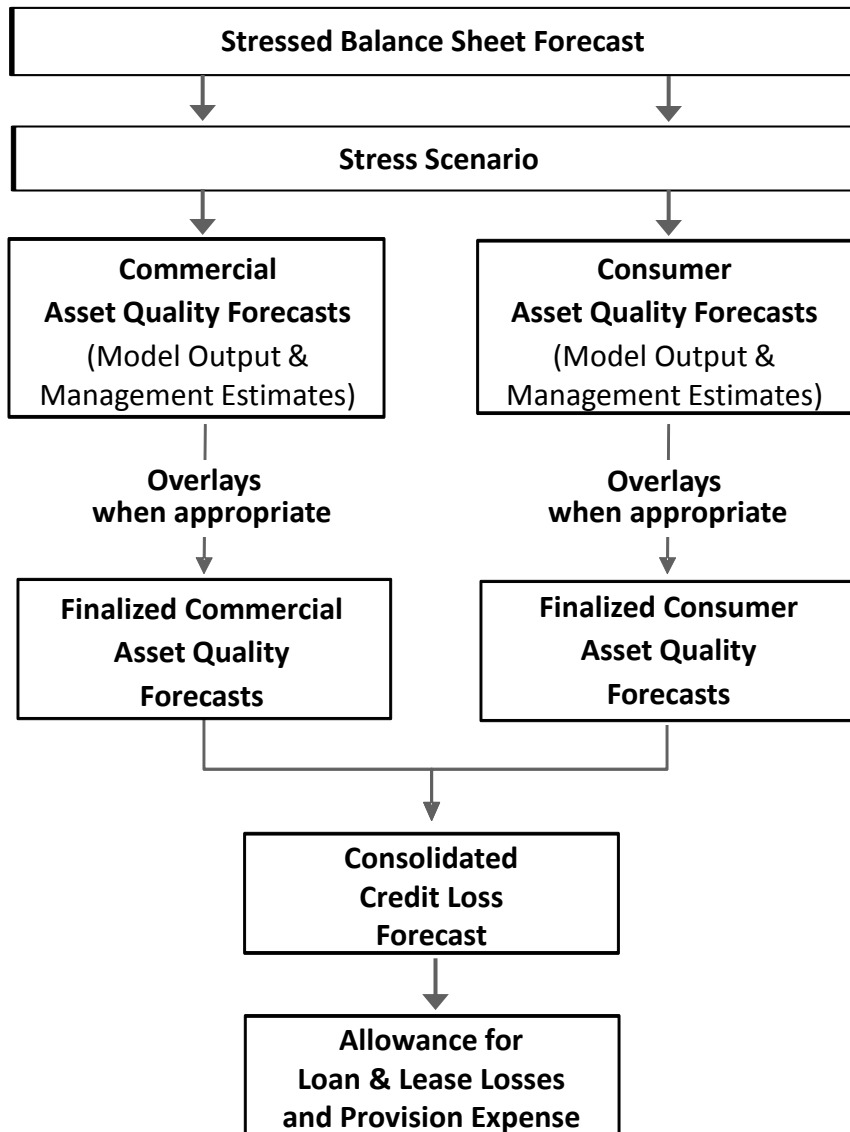 Stressed Balance Sheet Forecast
Stress Scenario
Commercial
Asset Quality Forecasts
(Model Output &
Management Estimates)
Consumer
Asset Quality Forecasts
(Model Output &
Management Estimates)
Overlays
when appropriate
Overlays
when appropriate
Finalized Commercial
Asset Quality
Forecasts
Finalized Consumer
Asset Quality
Forecasts
Consolidated
Credit Loss
Forecast
Allowance for
Loan & Lease Losses
and Provision Expense